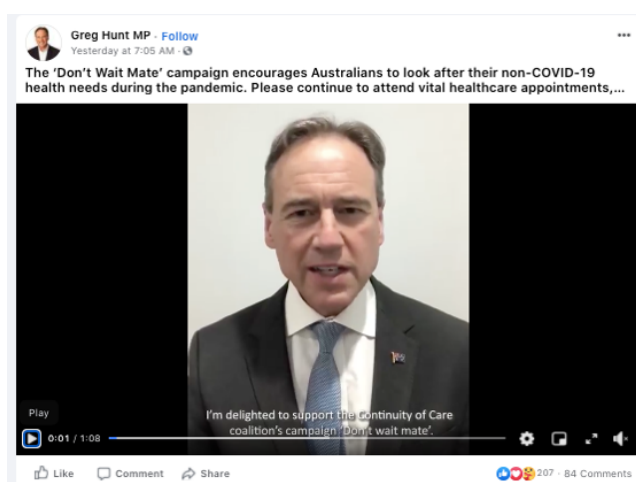 Greg Hunt MP · Follow
Yesterday at 7:05 AM ·
The 'Don't Wait Mate' campaign encourages Australians to look after their non-COVID-19
health needs during the pandemic. Please continue to attend vital healthcare appointments,...
I'm delighted to support the Continuity of Care
coalition's campaign 'Don't wait mate'.
Play
0:01 / 1:08
Like Comment Share 207 · 84 Comments